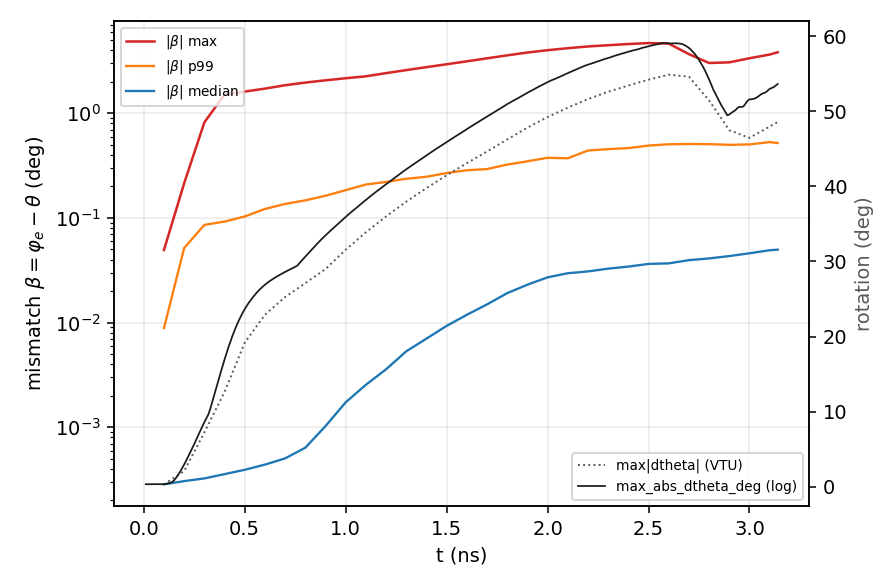 |β| max
|β| p99
|β| median
10⁰
10⁻¹
10⁻²
10⁻³
mismatch β = φₑ − θ (deg)
60
50
40
30
20
10
0
rotation (deg)
max|dtheta| (VTU)
max_abs_dtheta_deg (log)
0.0 0.5 1.0 1.5 2.0 2.5 3.0
t (ns)